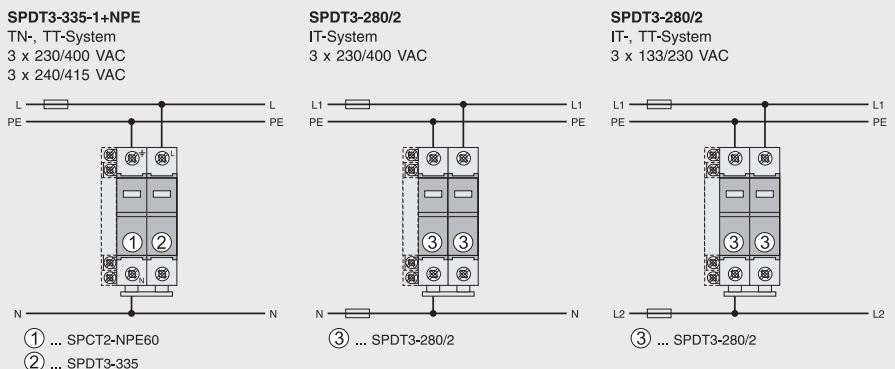 SPDT3-335-1+NPE
TN-, TT-System
3 x 230/400 VAC
3 x 240/415 VAC
L L
PE PE
L
1 2
N
N N
1 ... SPCT2-NPE60
2 ... SPDT3-335
SPDT3-280/2
IT-System
3 x 230/400 VAC
L1 L1
PE PE
3 3
N N
3 ... SPDT3-280/2
SPDT3-280/2
IT-, TT-System
3 x 133/230 VAC
L1 L1
PE PE
3 3
L2 L2
3 ... SPDT3-280/2